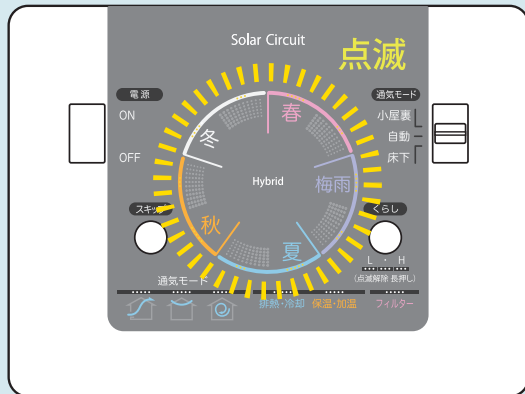 Solar Circuit
点滅
電源
ON
OFF
通気モード
小屋裏
自動
床下
春
梅雨
夏
秋
冬
Hybrid
スキップ
くらし
L ・ H
(点滅解除 長押し)
通気モード
排熱・冷却
保温・加温
フィルター